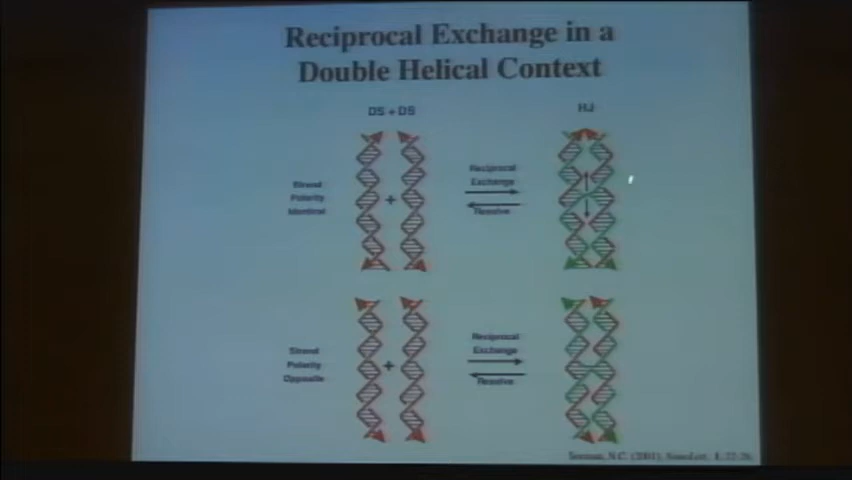 Reciprocal Exchange in a
Double Helical Context
DS + DS
HJ
Strand
Polarity
Identical
+
Reciprocal
Exchange
Resolve
Strand
Polarity
Opposite
+
Reciprocal
Exchange
Resolve
Seeman, N.C. (2001), NanoLett. 1, 22-26.